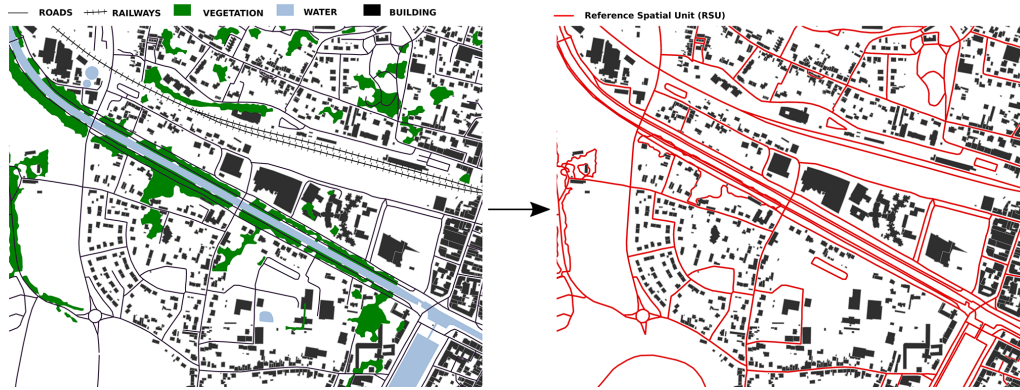 ROADS RAILWAYS VEGETATION WATER BUILDING
Reference Spatial Unit (RSU)